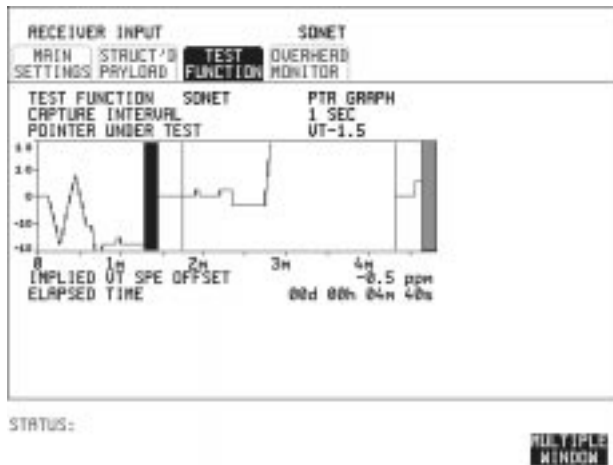 RECEIVER INPUT SONET
MAIN SETTINGS
STRUCT'D PAYLOAD
TEST FUNCTION
OVERHEAD MONITOR
TEST FUNCTION SONET PTR GRAPH
CAPTURE INTERVAL 1 SEC
POINTER UNDER TEST VT-1.5
10
0
-10
0 1M 2M 3M 4M
IMPLIED VT SPE OFFSET -0.5 ppm
ELAPSED TIME 00d 00h 04m 40s
STATUS:
MULTIPLE
WINDOW